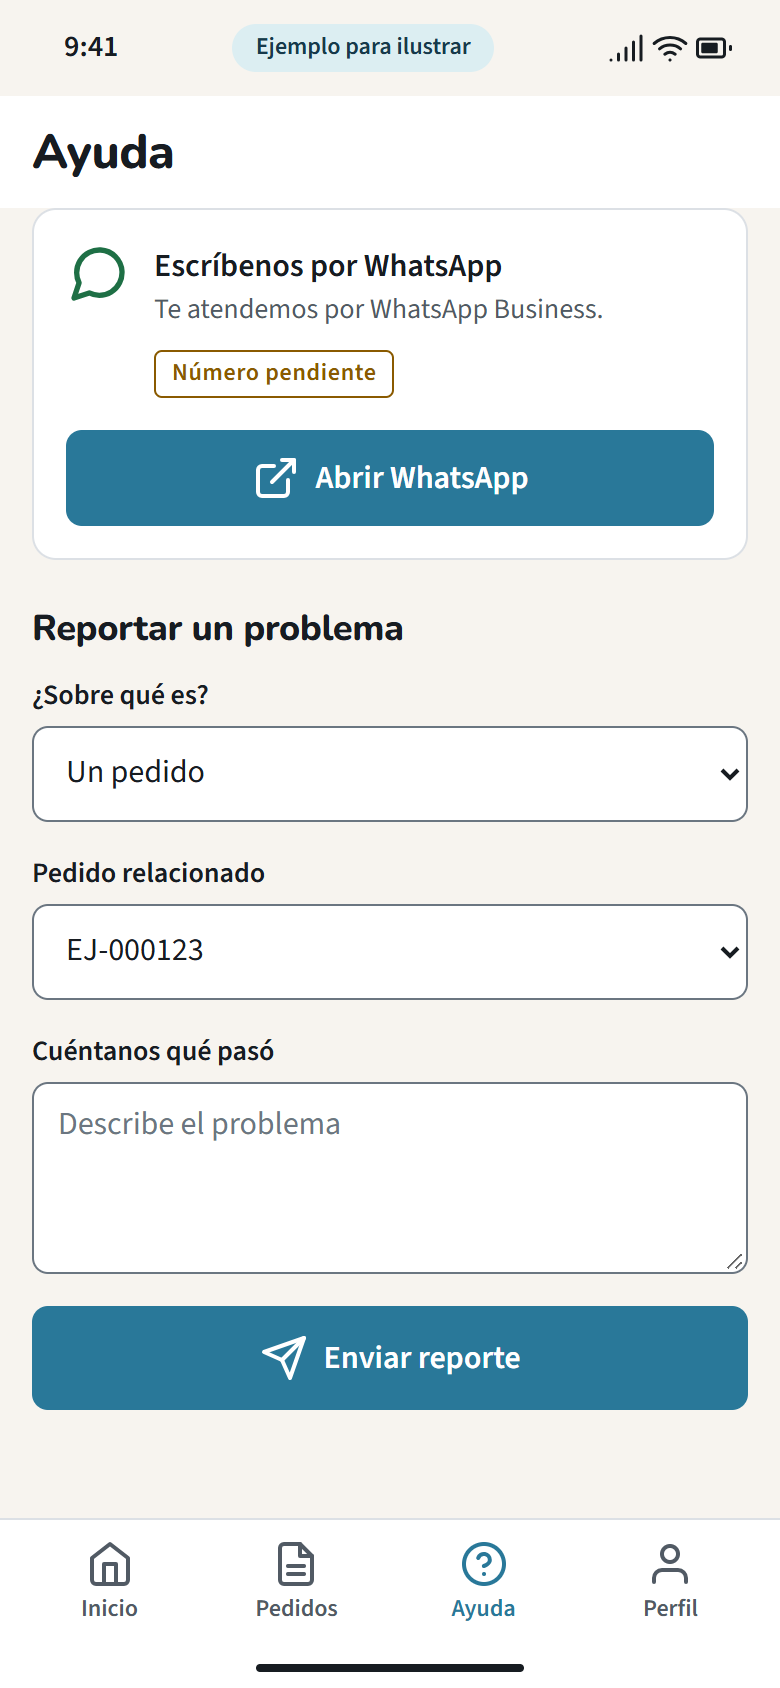 9:41
Ejemplo para ilustrar
Ayuda
Escríbenos por WhatsApp
Te atendemos por WhatsApp Business.
Número pendiente
Abrir WhatsApp
Reportar un problema
¿Sobre qué es?
Un pedido
Pedido relacionado
EJ-000123
Cuéntanos qué pasó
Describe el problema
Enviar reporte
Inicio
Pedidos
Ayuda
Perfil